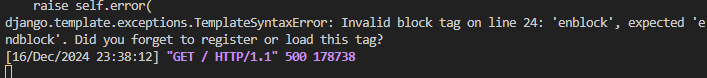 raise self.error(
django.template.exceptions.TemplateSyntaxError: Invalid block tag on line 24: 'enblock', expected 'e
ndblock'. Did you forget to register or load this tag?
[16/Dec/2024 23:38:12] "GET / HTTP/1.1" 500 178738